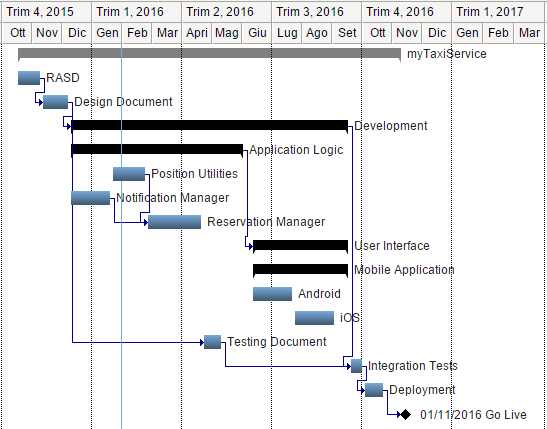 Trim 4, 2015 Trim 1, 2016 Trim 2, 2016 Trim 3, 2016 Trim 4, 2016 Trim 1, 2017
Ott Nov Dic Gen Feb Mar Apri Mag Giu Lug Ago Set Ott Nov Dic Gen Feb Mar
myTaxiService
RASD
Design Document
Development
Application Logic
Position Utilities
Notification Manager
Reservation Manager
User Interface
Mobile Application
Android
iOS
Testing Document
Integration Tests
Deployment
01/11/2016 Go Live